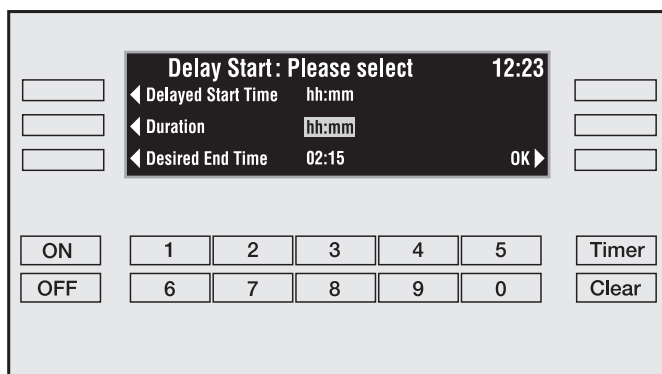 Delay Start: Please select 12:23
Delayed Start Time hh:mm
Duration hh:mm
Desired End Time 02:15 OK
ON 1 2 3 4 5 Timer
OFF 6 7 8 9 0 Clear